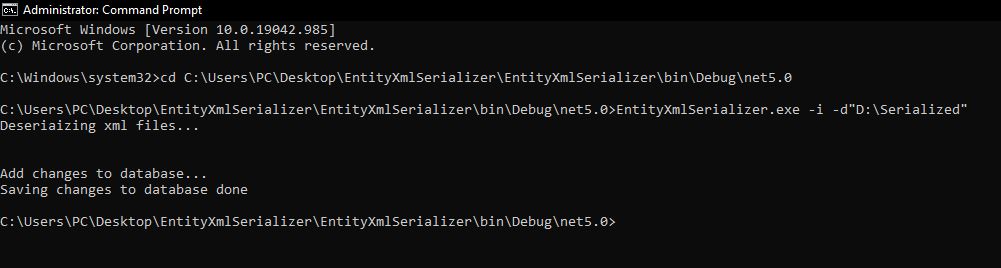 Administrator: Command Prompt
Microsoft Windows [Version 10.0.19042.985]
(c) Microsoft Corporation. All rights reserved.
C:\Windows\system32>cd C:\Users\PC\Desktop\EntityXmlSerializer\EntityXmlSerializer\bin\Debug\net5.0
C:\Users\PC\Desktop\EntityXmlSerializer\EntityXmlSerializer\bin\Debug\net5.0>EntityXmlSerializer.exe -i -d"D:\Serialized"
Deseriaizing xml files...
Add changes to database...
Saving changes to database done
C:\Users\PC\Desktop\EntityXmlSerializer\EntityXmlSerializer\bin\Debug\net5.0>